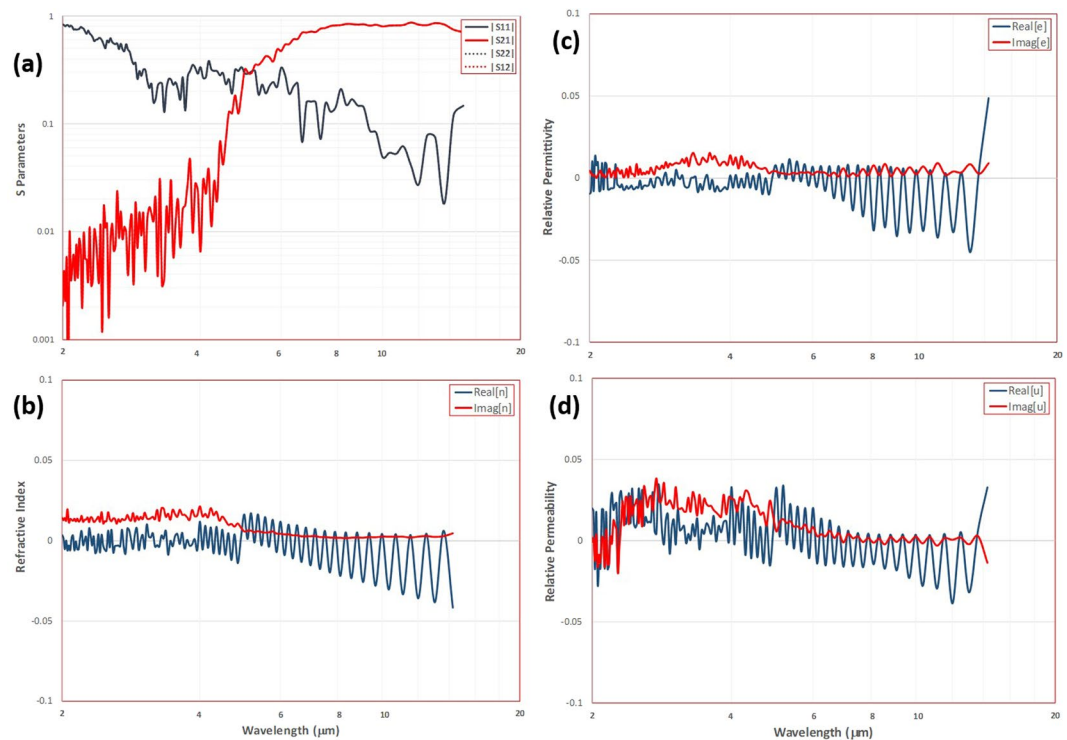 (a)
S Parameters
1
0.1
0.01
0.001
2
4
6
8
10
20
|S11|
|S21|
|S22|
|S12|
(c)
Relative Permittivity
0.1
0.05
0
-0.05
-0.1
2
4
6
8
10
20
Real[e]
Imag[e]
(b)
Refractive Index
0.1
0.05
0
-0.05
-0.1
2
4
6
8
10
20
Wavelength (μm)
Real[n]
Imag[n]
(d)
Relative Permeability
0.1
0.05
0
-0.05
-0.1
2
4
6
8
10
20
Wavelength (μm)
Real[u]
Imag[u]